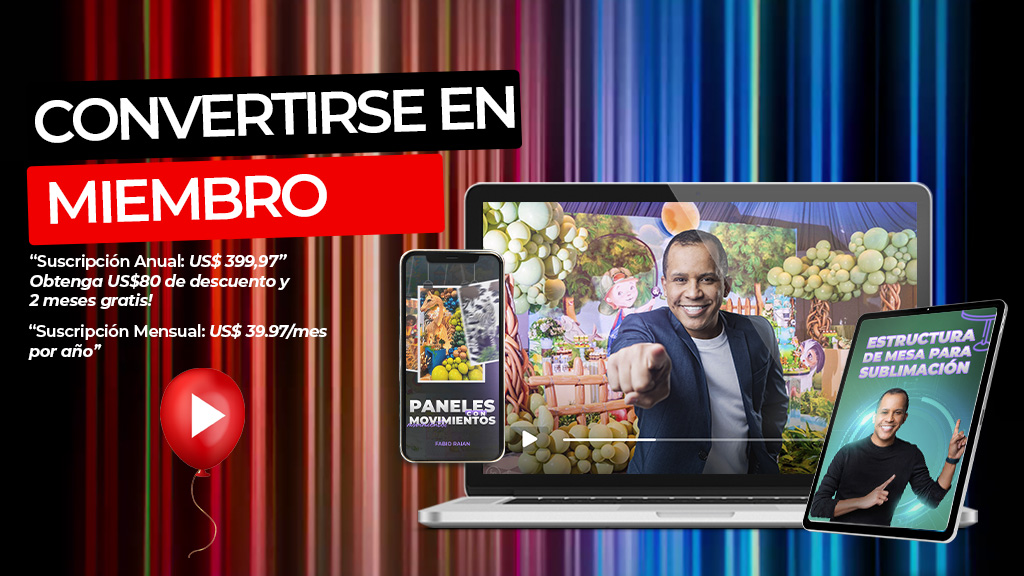 CONVERTIRSE EN
MIEMBRO
“Suscripción Anual: US$ 399,97”
Obtenga US$80 de descuento y
2 meses gratis!
“Suscripción Mensual: US$ 39.97/mes
por año”
PANELES
CON
MOVIMIENTOS
FABIO RAIAN
ESTRUCTURA
DE MESA PARA
SUBLIMACIÓN